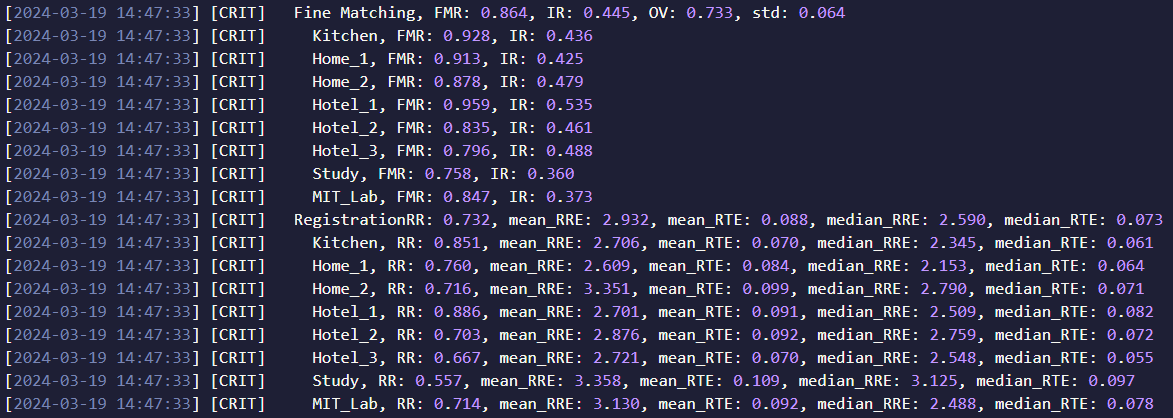 [2024-03-19 14:47:33] [CRIT] Fine Matching, FMR: 0.864, IR: 0.445, OV: 0.733, std: 0.064
[2024-03-19 14:47:33] [CRIT] Kitchen, FMR: 0.928, IR: 0.436
[2024-03-19 14:47:33] [CRIT] Home_1, FMR: 0.913, IR: 0.425
[2024-03-19 14:47:33] [CRIT] Home_2, FMR: 0.878, IR: 0.479
[2024-03-19 14:47:33] [CRIT] Hotel_1, FMR: 0.959, IR: 0.535
[2024-03-19 14:47:33] [CRIT] Hotel_2, FMR: 0.835, IR: 0.461
[2024-03-19 14:47:33] [CRIT] Hotel_3, FMR: 0.796, IR: 0.488
[2024-03-19 14:47:33] [CRIT] Study, FMR: 0.758, IR: 0.360
[2024-03-19 14:47:33] [CRIT] MIT_Lab, FMR: 0.847, IR: 0.373
[2024-03-19 14:47:33] [CRIT] RegistrationRR: 0.732, mean_RRE: 2.932, mean_RTE: 0.088, median_RRE: 2.590, median_RTE: 0.073
[2024-03-19 14:47:33] [CRIT] Kitchen, RR: 0.851, mean_RRE: 2.706, mean_RTE: 0.070, median_RRE: 2.345, median_RTE: 0.061
[2024-03-19 14:47:33] [CRIT] Home_1, RR: 0.760, mean_RRE: 2.609, mean_RTE: 0.084, median_RRE: 2.153, median_RTE: 0.064
[2024-03-19 14:47:33] [CRIT] Home_2, RR: 0.716, mean_RRE: 3.351, mean_RTE: 0.099, median_RRE: 2.790, median_RTE: 0.071
[2024-03-19 14:47:33] [CRIT] Hotel_1, RR: 0.886, mean_RRE: 2.701, mean_RTE: 0.091, median_RRE: 2.509, median_RTE: 0.082
[2024-03-19 14:47:33] [CRIT] Hotel_2, RR: 0.703, mean_RRE: 2.876, mean_RTE: 0.092, median_RRE: 2.759, median_RTE: 0.072
[2024-03-19 14:47:33] [CRIT] Hotel_3, RR: 0.667, mean_RRE: 2.721, mean_RTE: 0.070, median_RRE: 2.548, median_RTE: 0.055
[2024-03-19 14:47:33] [CRIT] Study, RR: 0.557, mean_RRE: 3.358, mean_RTE: 0.109, median_RRE: 3.125, median_RTE: 0.097
[2024-03-19 14:47:33] [CRIT] MIT_Lab, RR: 0.714, mean_RRE: 3.130, mean_RTE: 0.092, median_RRE: 2.488, median_RTE: 0.078